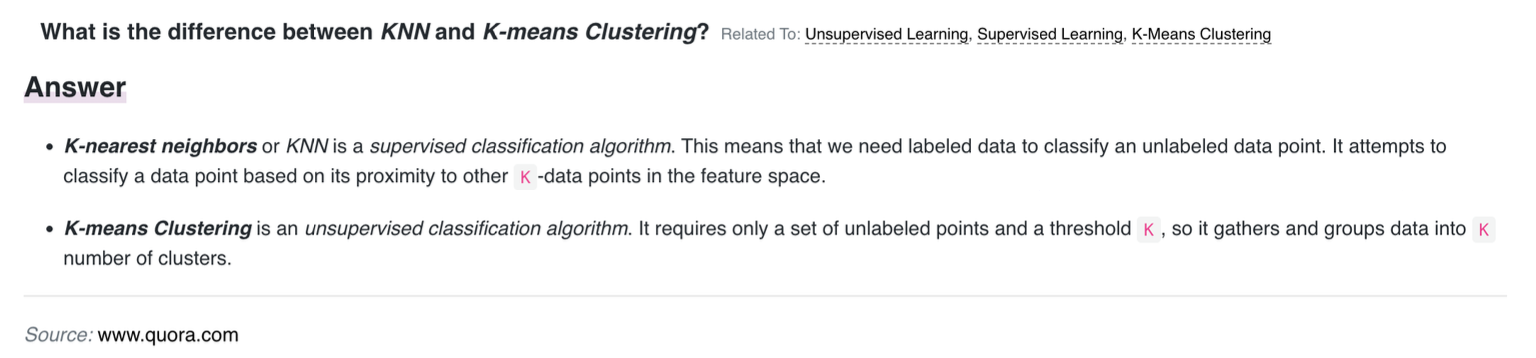 What is the difference between KNN and K-means Clustering? Related To: Unsupervised Learning, Supervised Learning, K-Means Clustering
Answer
• K-nearest neighbors or KNN is a supervised classification algorithm. This means that we need labeled data to classify an unlabeled data point. It attempts to
classify a data point based on its proximity to other K -data points in the feature space.
• K-means Clustering is an unsupervised classification algorithm. It requires only a set of unlabeled points and a threshold K , so it gathers and groups data into K
number of clusters.
Source: www.quora.com